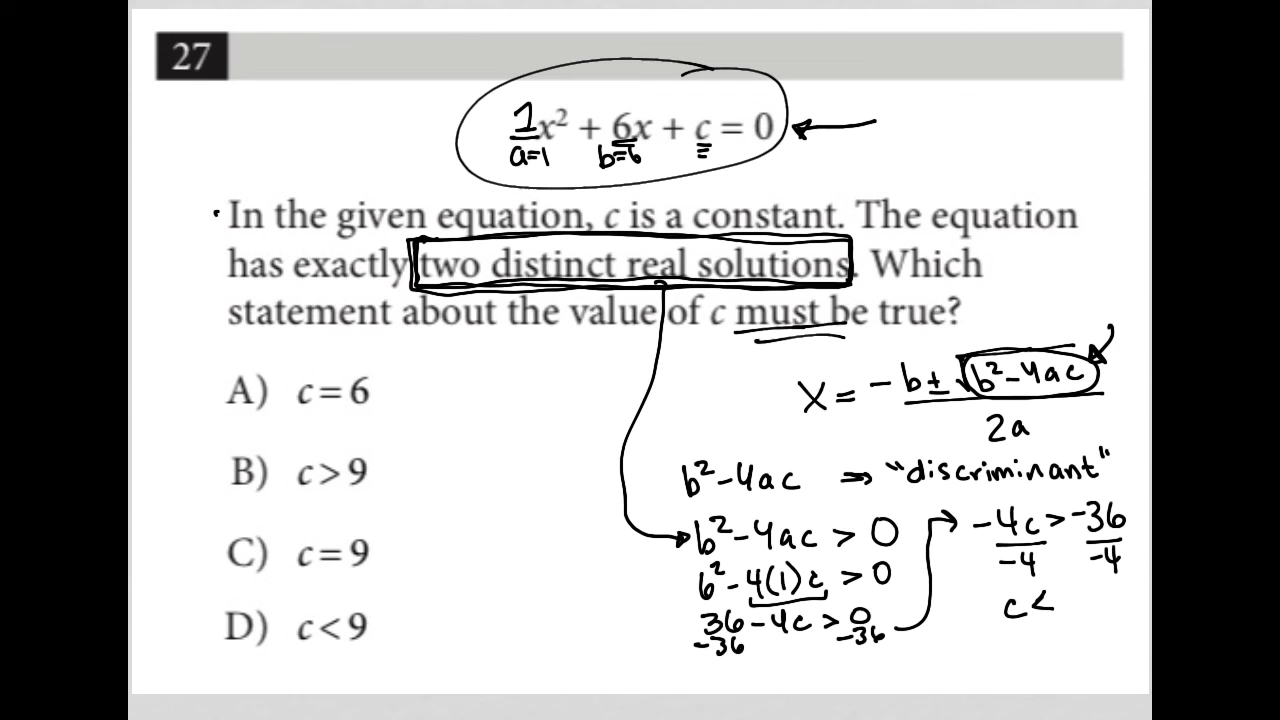 27
1x² + 6x + c = 0
a=1 b=6
In the given equation, c is a constant. The equation
has exactly two distinct real solutions. Which
statement about the value of c must be true?
A) c = 6
B) c > 9
C) c = 9
D) c < 9
x = -b ± √b²-4ac
2a
b²-4ac ⇒ "discriminant"
b²-4ac > 0
b²-4(1)c > 0
36-4c > 0
-36 -36
-4c > -36
-4 -4
c <